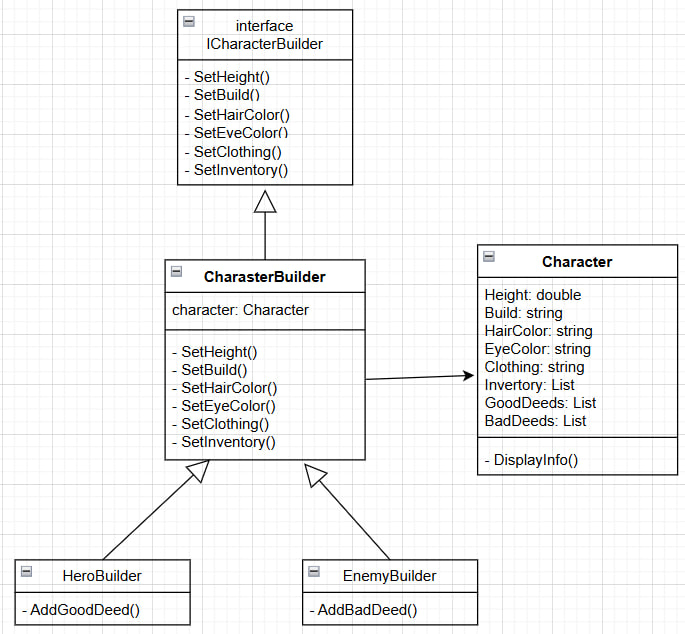 interface
ICharacterBuilder
- SetHeight()
- SetBuild()
- SetHairColor()
- SetEyeColor()
- SetClothing()
- SetInventory()
CharasterBuilder
character: Character
- SetHeight()
- SetBuild()
- SetHairColor()
- SetEyeColor()
- SetClothing()
- SetInventory()
Character
Height: double
Build: string
HairColor: string
EyeColor: string
Clothing: string
Invertory: List
GoodDeeds: List
BadDeeds: List
- DisplayInfo()
HeroBuilder
- AddGoodDeed()
EnemyBuilder
- AddBadDeed()